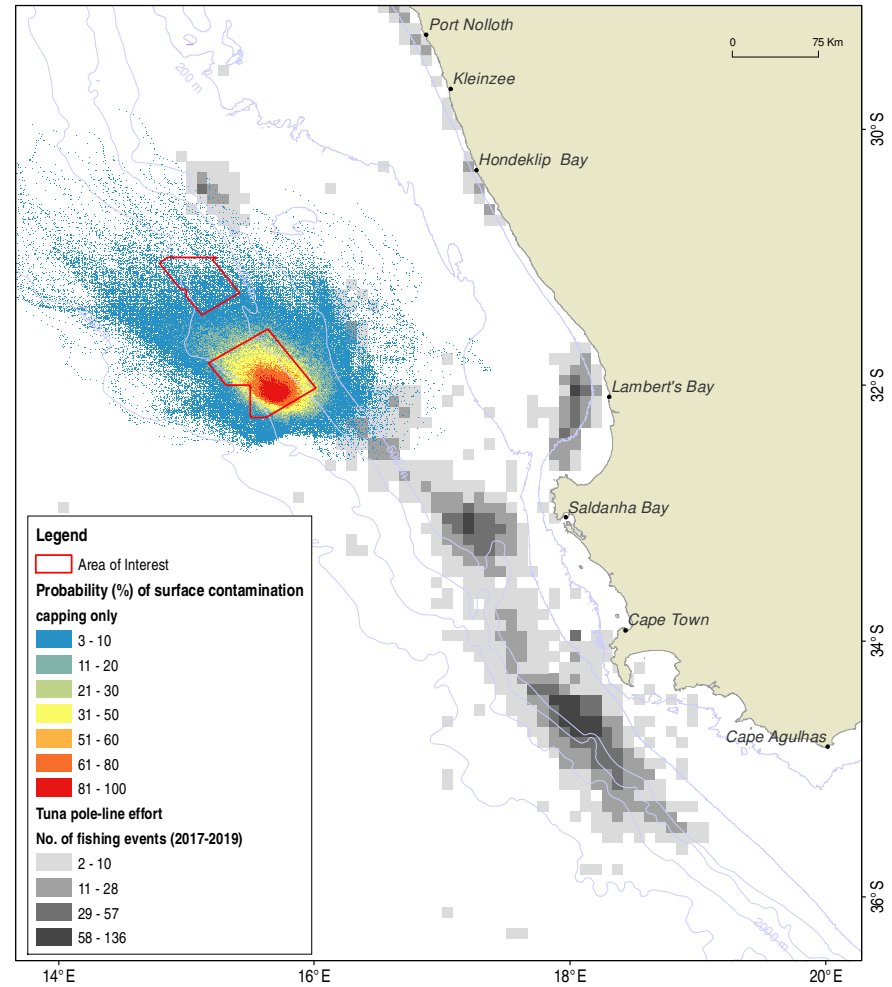 Port Nolloth
0 75 Km
Kleinzee
200 m
30°S
Hondeklip Bay
32°S
Lambert's Bay
Saldanha Bay
Legend
Area of Interest
Probability (%) of surface contamination
capping only
3 - 10
11 - 20
21 - 30
31 - 50
51 - 60
61 - 80
81 - 100
Tuna pole-line effort
No. of fishing events (2017-2019)
2 - 10
11 - 28
29 - 57
58 - 136
Cape Town
34°S
Cape Agulhas
36°S
2000 m
14°E 16°E 18°E 20°E